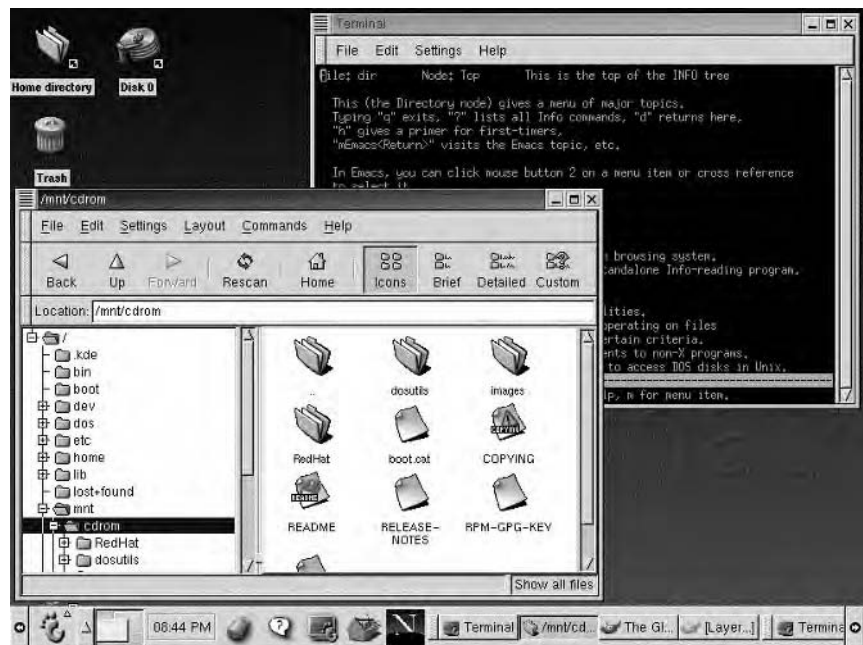 Terminal
File Edit Settings Help
File: dir Node: Top This is the top of the INFO tree
This (the Directory node) gives a menu of major topics.
Typing "q" exits, "?" lists all Info commands, "d" returns here,
"h" gives a primer for first-timers,
"mEmacs<Return>" visits the Emacs topic, etc.
In Emacs, you can click mouse button 2 on a menu item or cross reference
to select it.
browsing system.
tandalone Info-reading program.
lities.
operating on files
ertain criteria.
ents to non-X programs.
to access DOS disks in Unix.
lp, m for menu item.
Home directory
Disk 0
Trash
/mnt/cdrom
File Edit Settings Layout Commands Help
Back Up Forward Rescan Home Icons Brief Detailed Custom
Location: /mnt/cdrom
/
.kde
bin
boot
dev
dos
etc
home
lib
lost+found
mnt
cdrom
RedHat
dosutils
.. dosutils images
RedHat boot.cat COPYING
README RELEASE-NOTES RPM-GPG-KEY
Show all files
08:44 PM N Terminal /mnt/cd... The GI... [Layer...] Termina